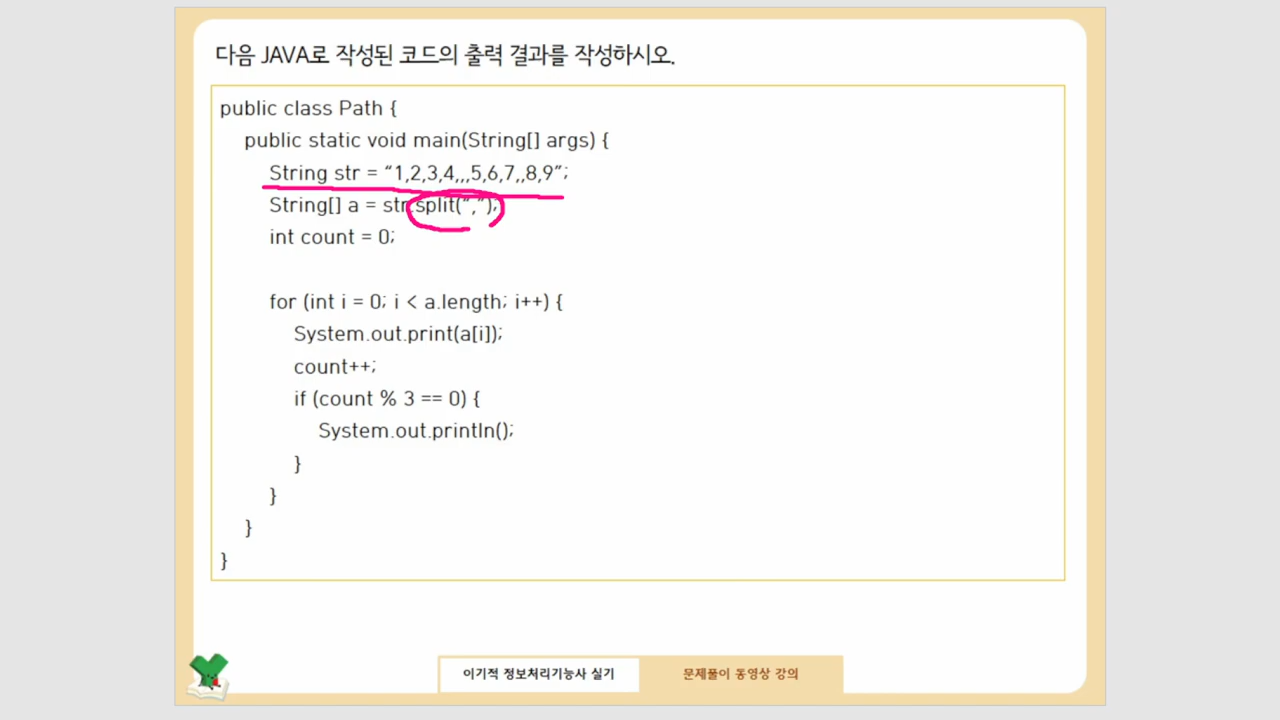 다음 JAVA로 작성된 코드의 출력 결과를 작성하시오.
public class Path {
public static void main(String[] args) {
String str = “1,2,3,4,,,5,6,7,,8,9”;
String[] a = str.split(“,”);
int count = 0;
for (int i = 0; i < a.length; i++) {
System.out.print(a[i]);
count++;
if (count % 3 == 0) {
System.out.println();
}
}
}
}
이기적 정보처리기능사 실기
문제풀이 동영상 강의